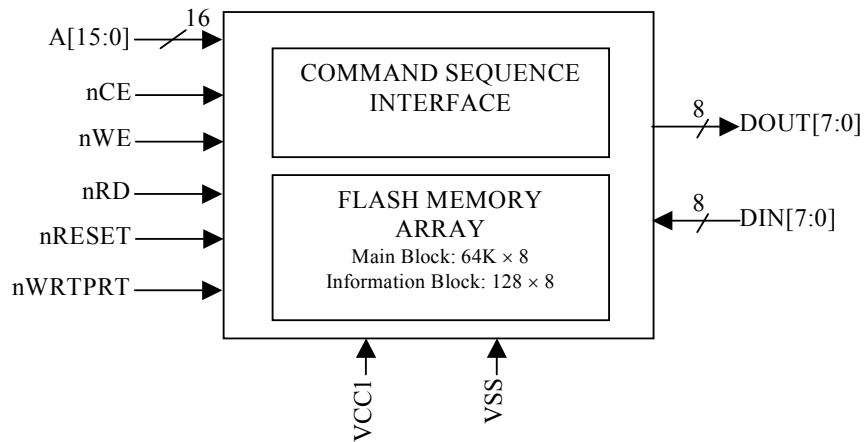 A[15:0]
16
nCE
nWE
nRD
nRESET
nWRTPRT
COMMAND SEQUENCE
INTERFACE
FLASH MEMORY
ARRAY
Main Block: 64K × 8
Information Block: 128 × 8
8
DOUT[7:0]
8
DIN[7:0]
VCC1
VSS